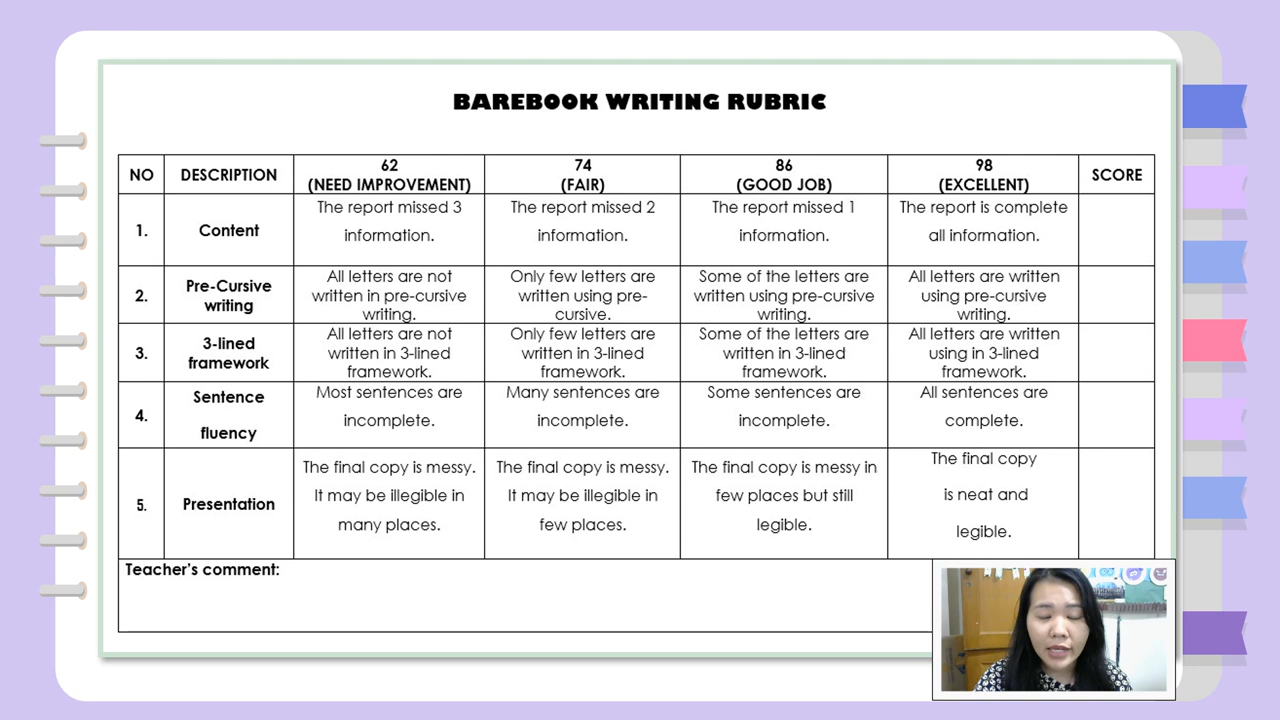 BAREBOOK WRITING RUBRIC
NO
DESCRIPTION
62
(NEED IMPROVEMENT)
74
(FAIR)
86
(GOOD JOB)
98
(EXCELLENT)
SCORE
1.
Content
The report missed 3
information.
The report missed 2
information.
The report missed 1
information.
The report is complete
all information.
2.
Pre-Cursive
writing
All letters are not
written in pre-cursive
writing.
Only few letters are
written using pre-
cursive.
Some of the letters are
written using pre-cursive
writing.
All letters are written
using pre-cursive
writing.
3.
3-lined
framework
All letters are not
written in 3-lined
framework.
Only few letters are
written in 3-lined
framework.
Some of the letters are
written in 3-lined
framework.
All letters are written
using in 3-lined
framework.
4.
Sentence
fluency
Most sentences are
incomplete.
Many sentences are
incomplete.
Some sentences are
incomplete.
All sentences are
complete.
5.
Presentation
The final copy is messy.
It may be illegible in
many places.
The final copy is messy.
It may be illegible in
few places.
The final copy is messy in
few places but still
legible.
The final copy
is neat and
legible.
Teacher's comment: